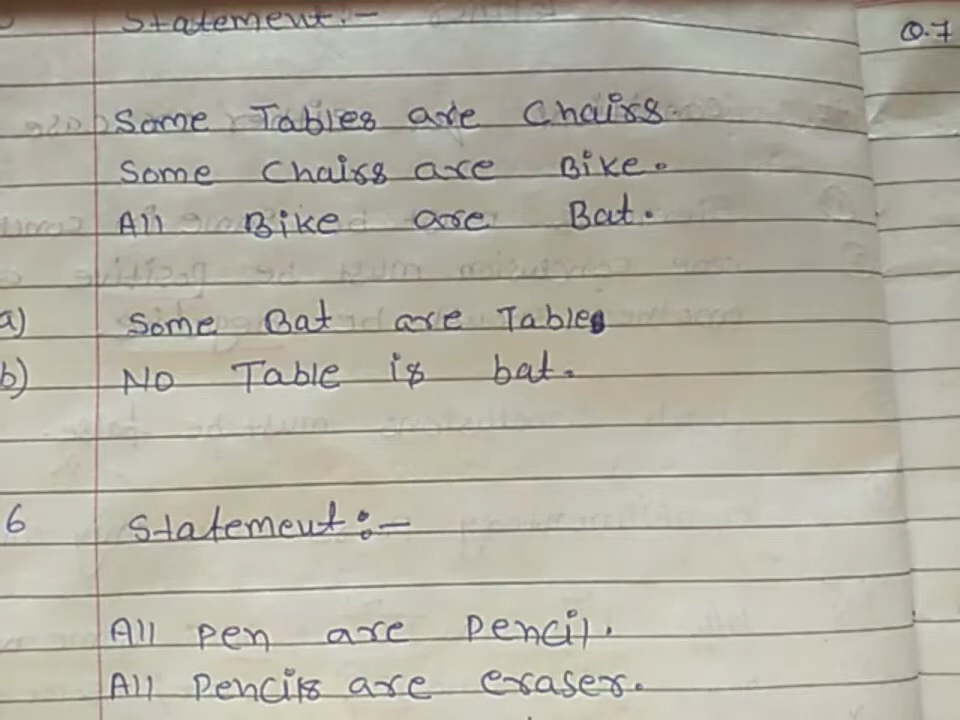 Statement :-
Q.7
Some Tables are Chairs.
Some Chairs are Bike.
All Bike are Bat.
a) Some Bat are Tables
b) No Table is bat.
6 Statement :-
All pen are pencil.
All Pencils are eraser.